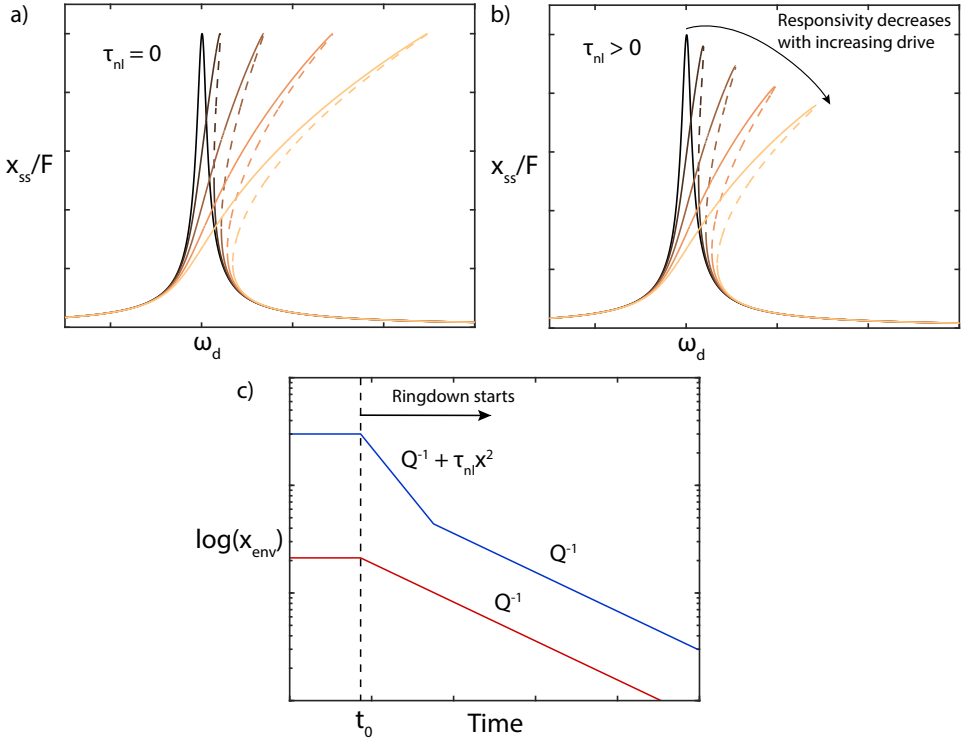 a)
τnl = 0
xss/F
ωd
b)
τnl > 0
Responsivity decreases
with increasing drive
xss/F
ωd
c)
Ringdown starts
Q⁻¹ + τnlx²
log(xenv)
Q⁻¹
Q⁻¹
t₀
Time